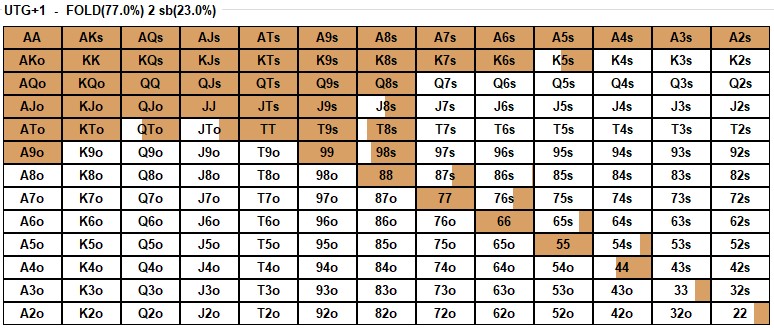 UTG+1 - FOLD(77.0%) 2 sb(23.0%)
AA AKs AQs AJs ATs A9s A8s A7s A6s A5s A4s A3s A2s
AKo KK KQs KJs KTs K9s K8s K7s K6s K5s K4s K3s K2s
AQo KQo QQ QJs QTs Q9s Q8s Q7s Q6s Q5s Q4s Q3s Q2s
AJo KJo QJo JJ JTs J9s J8s J7s J6s J5s J4s J3s J2s
ATo KTo QTo JTo TT T9s T8s T7s T6s T5s T4s T3s T2s
A9o K9o Q9o J9o T9o 99 98s 97s 96s 95s 94s 93s 92s
A8o K8o Q8o J8o T8o 98o 88 87s 86s 85s 84s 83s 82s
A7o K7o Q7o J7o T7o 97o 87o 77 76s 75s 74s 73s 72s
A6o K6o Q6o J6o T6o 96o 86o 76o 66 65s 64s 63s 62s
A5o K5o Q5o J5o T5o 95o 85o 75o 65o 55 54s 53s 52s
A4o K4o Q4o J4o T4o 94o 84o 74o 64o 54o 44 43s 42s
A3o K3o Q3o J3o T3o 93o 83o 73o 63o 53o 43o 33 32s
A2o K2o Q2o J2o T2o 92o 82o 72o 62o 52o 42o 32o 22